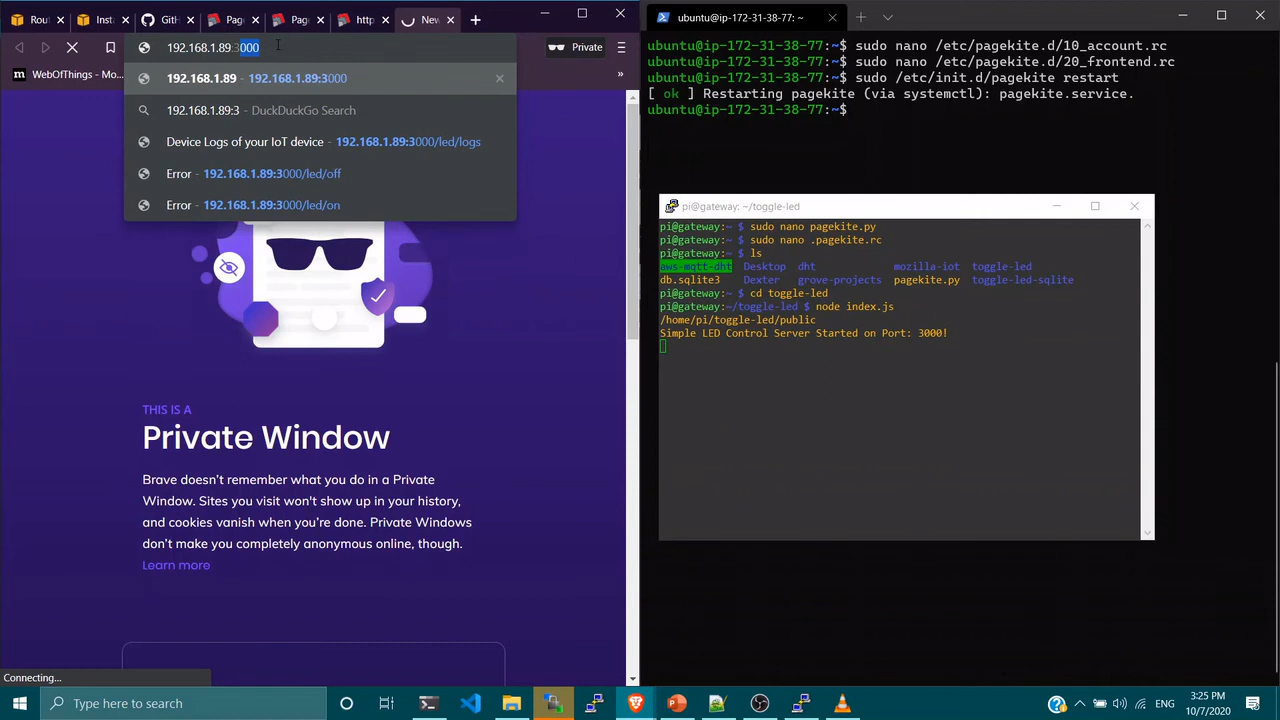 Rout
Insta
GitH
Page
Page
http
New
192.168.1.89:3000
Private
WebOfThings - Mo...
»
192.168.1.89 - 192.168.1.89:3000
192.168.1.89:3 - DuckDuckGo Search
Device Logs of your IoT device - 192.168.1.89:3000/led/logs
Error - 192.168.1.89:3000/led/off
Error - 192.168.1.89:3000/led/on
THIS IS A
Private Window
Brave doesn't remember what you do in a Private
Window. Sites you visit won't show up in your history,
and cookies vanish when you're done. Private Windows
don't make you completely anonymous online, though.
Learn more
Connecting...
ubuntu@ip-172-31-38-77: ~
ubuntu@ip-172-31-38-77:~$ sudo nano /etc/pagekite.d/10_account.rc
ubuntu@ip-172-31-38-77:~$ sudo nano /etc/pagekite.d/20_frontend.rc
ubuntu@ip-172-31-38-77:~$ sudo /etc/init.d/pagekite restart
[ ok ] Restarting pagekite (via systemctl): pagekite.service.
ubuntu@ip-172-31-38-77:~$
pi@gateway: ~/toggle-led
pi@gateway:~ $ sudo nano pagekite.py
pi@gateway:~ $ sudo nano .pagekite.rc
pi@gateway:~ $ ls
aws-mqtt-dht Desktop dht mozilla-iot toggle-led
db.sqlite3 Dexter grove-projects pagekite.py toggle-led-sqlite
pi@gateway:~ $ cd toggle-led
pi@gateway:~/toggle-led $ node index.js
/home/pi/toggle-led/public
Simple LED Control Server Started on Port: 3000!
Type here to search
ENG
3:25 PM
10/7/2020